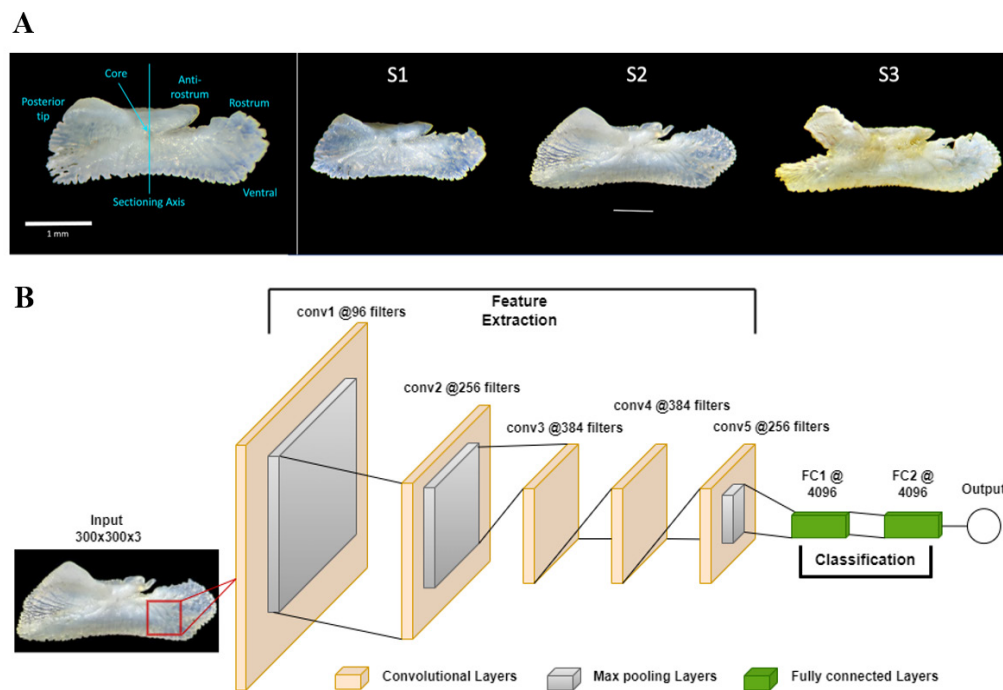 A
Core
Anti-
rostrum
Posterior
tip
Rostrum
Sectioning Axis
Ventral
1 mm
S1
S2
S3
B
Feature
Extraction
conv1 @96 filters
conv2 @256 filters
conv3 @384 filters
conv4 @384 filters
conv5 @256 filters
FC1 @
4096
FC2 @
4096
Output
Classification
Input
300x300x3
Convolutional Layers
Max pooling Layers
Fully connected Layers